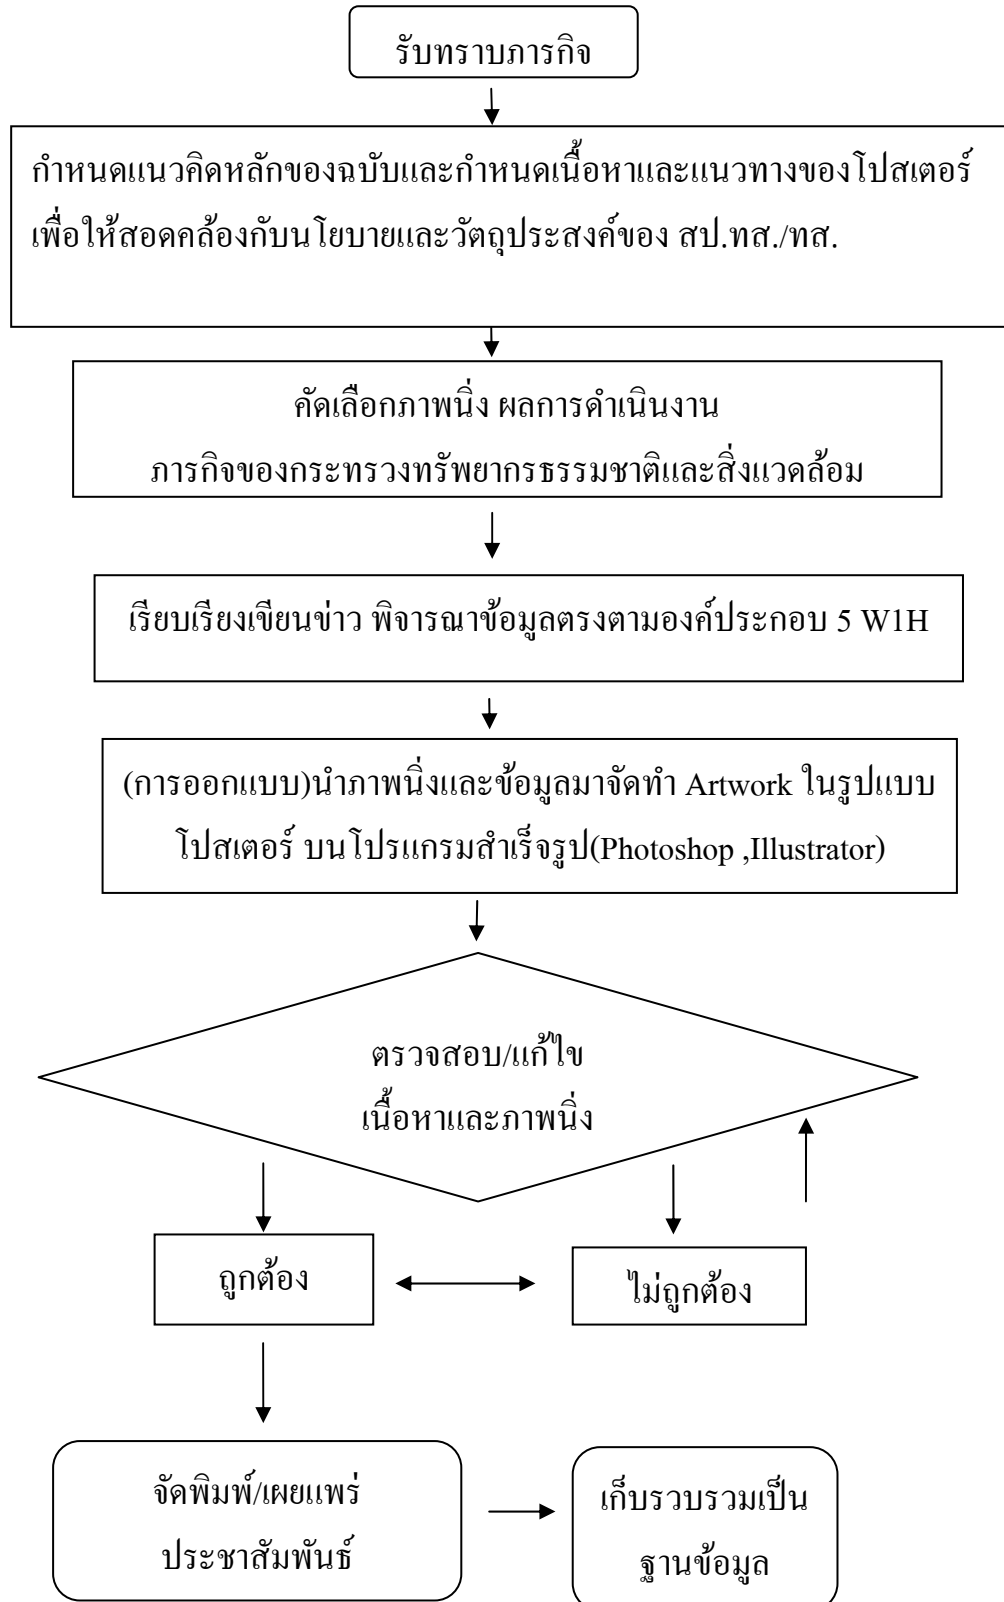 รับทราบภารกิจ
กำหนดแนวคิดหลักของฉบับและกำหนดเนื้อหาและแนวทางของโปสเตอร์
เพื่อให้สอดคล้องกับนโยบายและวัตถุประสงค์ของ สป.ทส./ทส.
คัดเลือกภาพนิ่ง ผลการดำเนินงาน
ภารกิจของกระทรวงทรัพยากรธรรมชาติและสิ่งแวดล้อม
เรียบเรียงเขียนข่าว พิจารณาข้อมูลตรงตามองค์ประกอบ 5 W1H
(การออกแบบ)นำภาพนิ่งและข้อมูลมาจัดทำ Artwork ในรูปแบบ
โปสเตอร์ บนโปรแกรมสำเร็จรูป(Photoshop ,Illustrator)
ตรวจสอบ/แก้ไข
เนื้อหาและภาพนิ่ง
ถูกต้อง
ไม่ถูกต้อง
จัดพิมพ์/เผยแพร่
ประชาสัมพันธ์
เก็บรวบรวมเป็น
ฐานข้อมูล